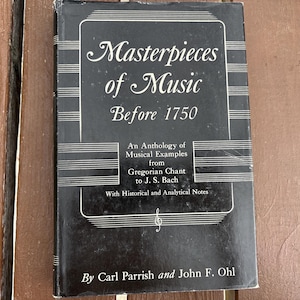 Masterpieces
of Music
Before 1750
An Anthology of
Musical Examples
from
Gregorian Chant
to J. S. Bach
With Historical and Analytical Notes
By Carl Parrish and John F. Ohl